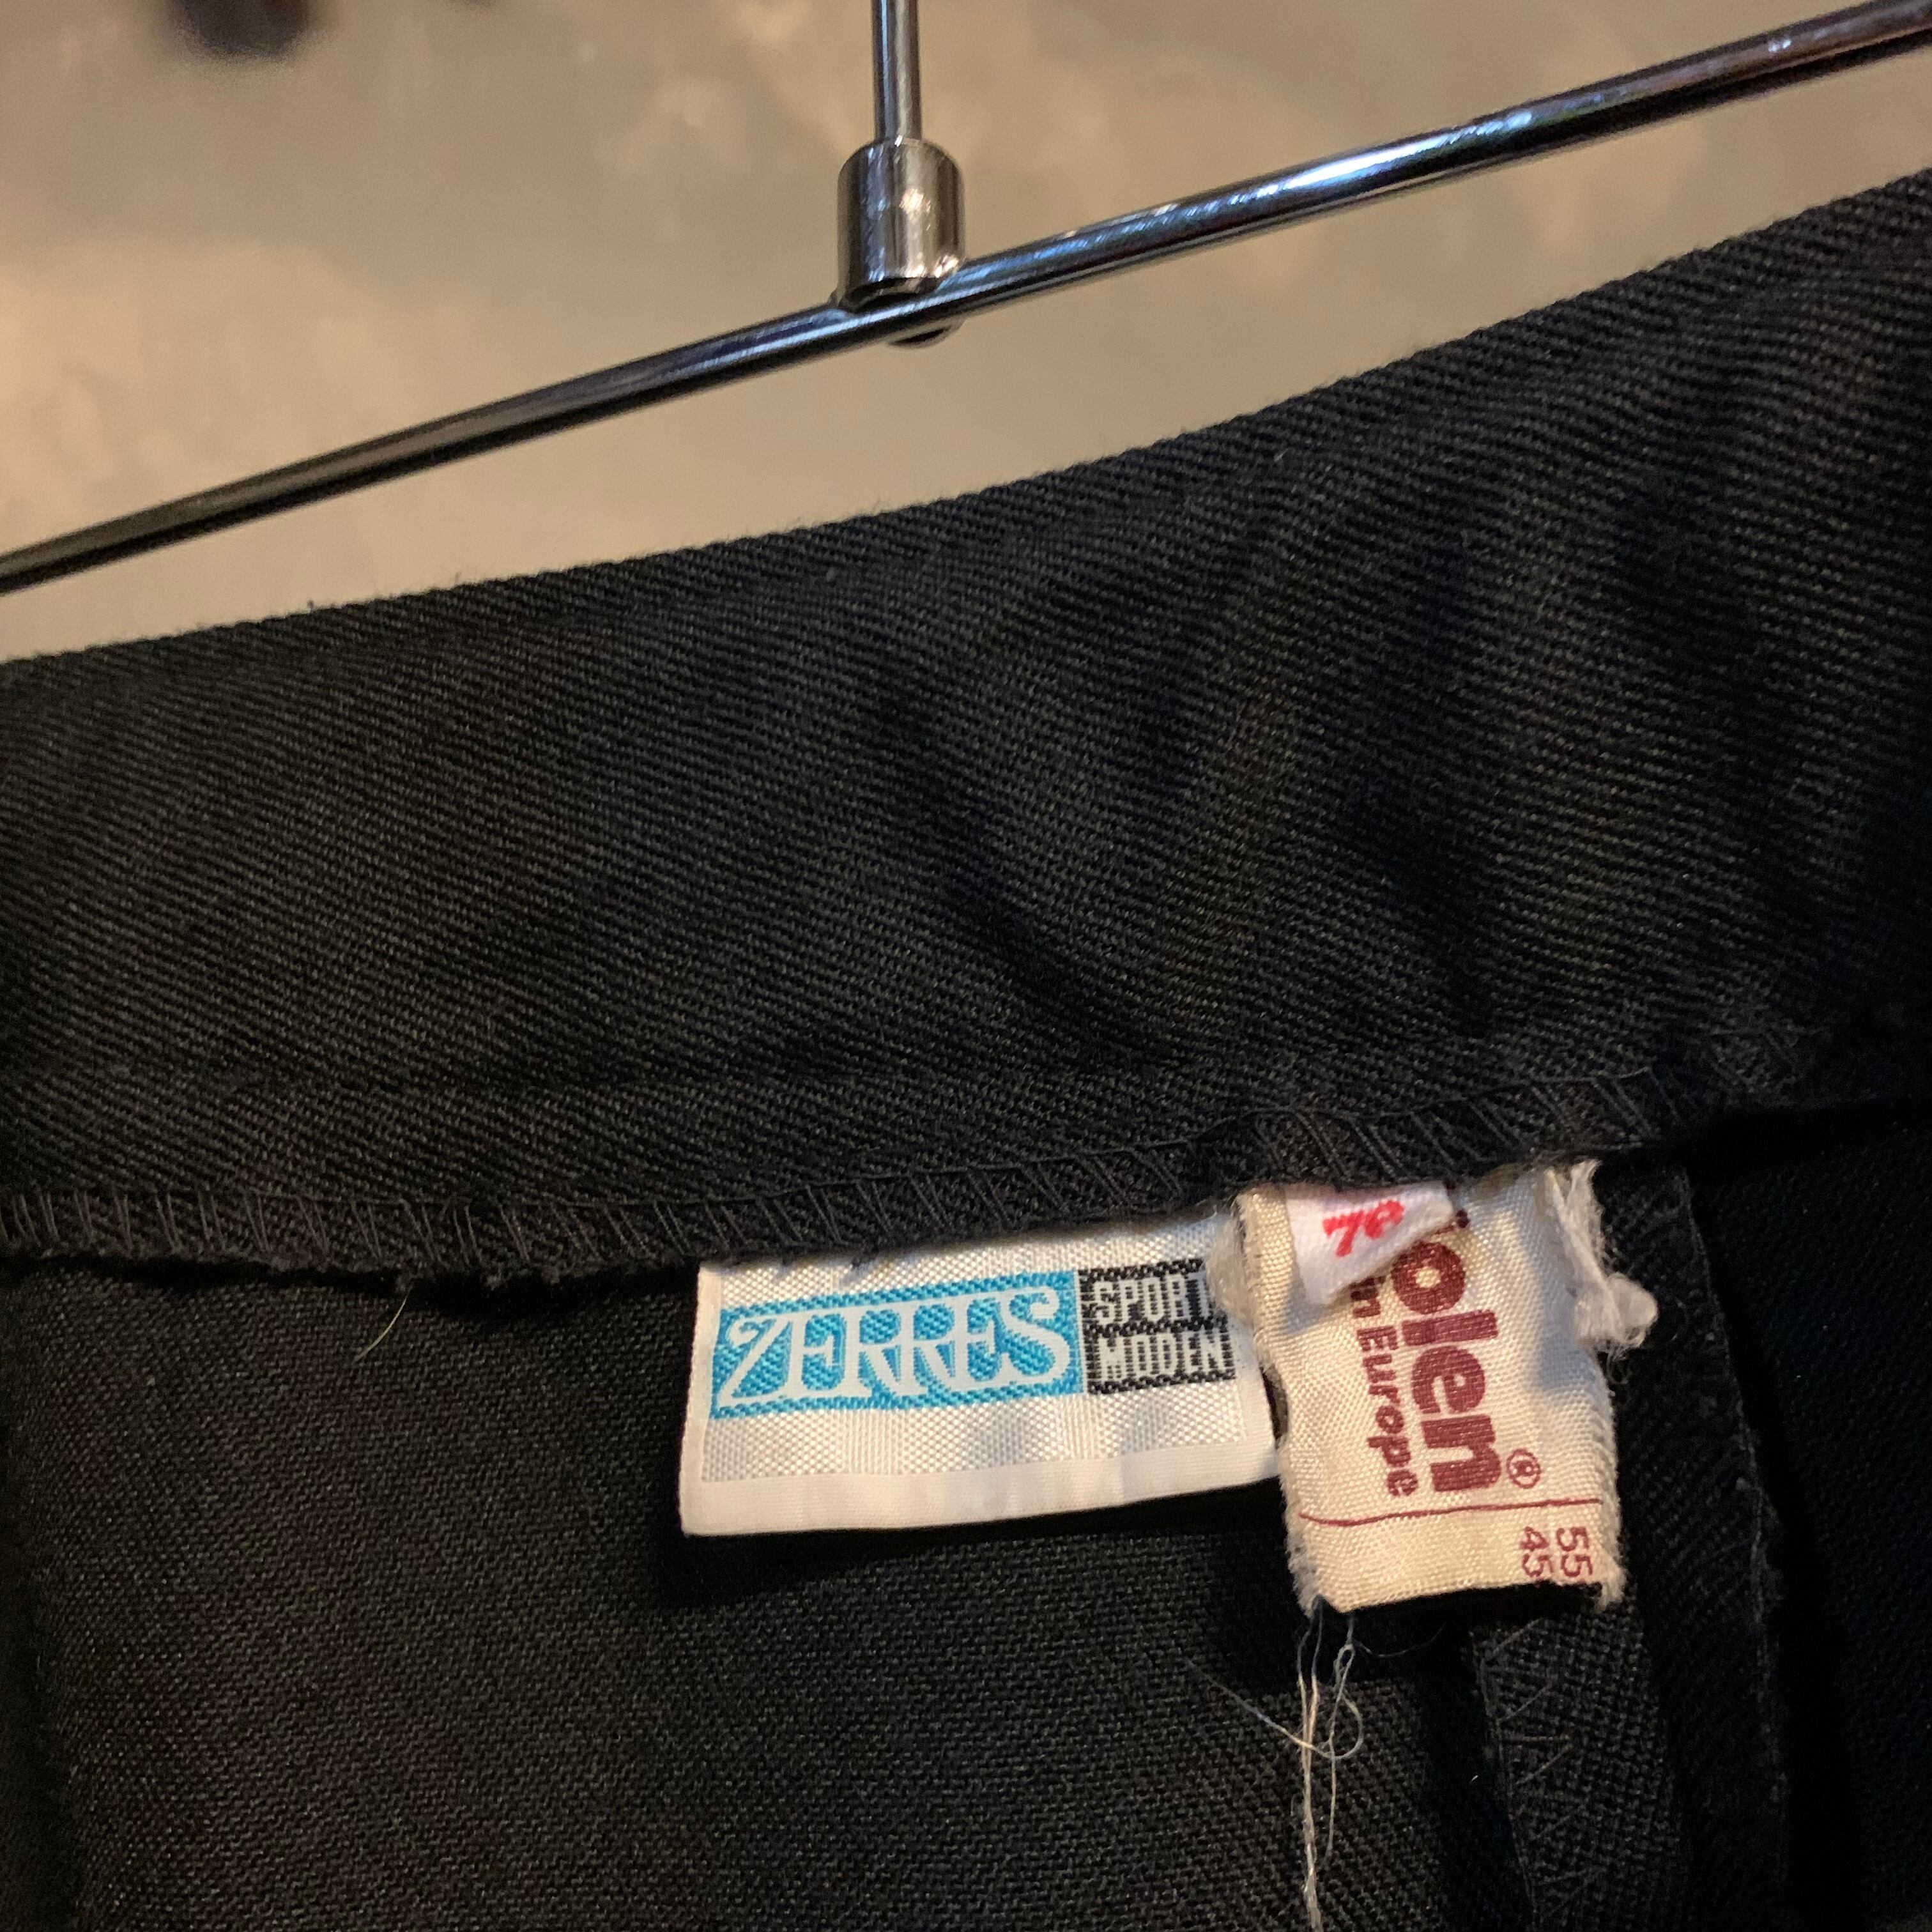 ZERRES
SPORT
MODEN
76
olen®
in Europe
55
45